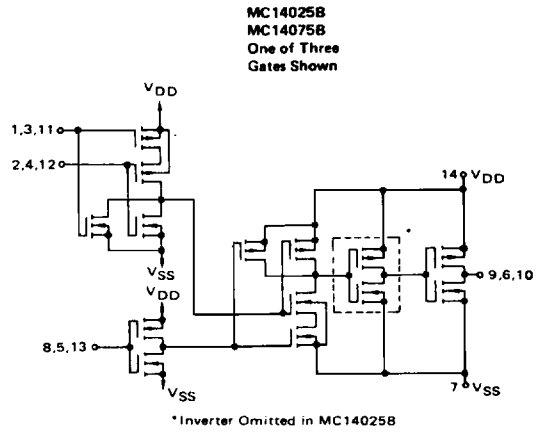 MC14025B
MC14075B
One of Three
Gates Shown
VDD
1,3,11
2,4,12
14 VDD
*
VSS
VDD
9,6,10
8,5,13
VSS
7 VSS
*Inverter Omitted in MC14025B